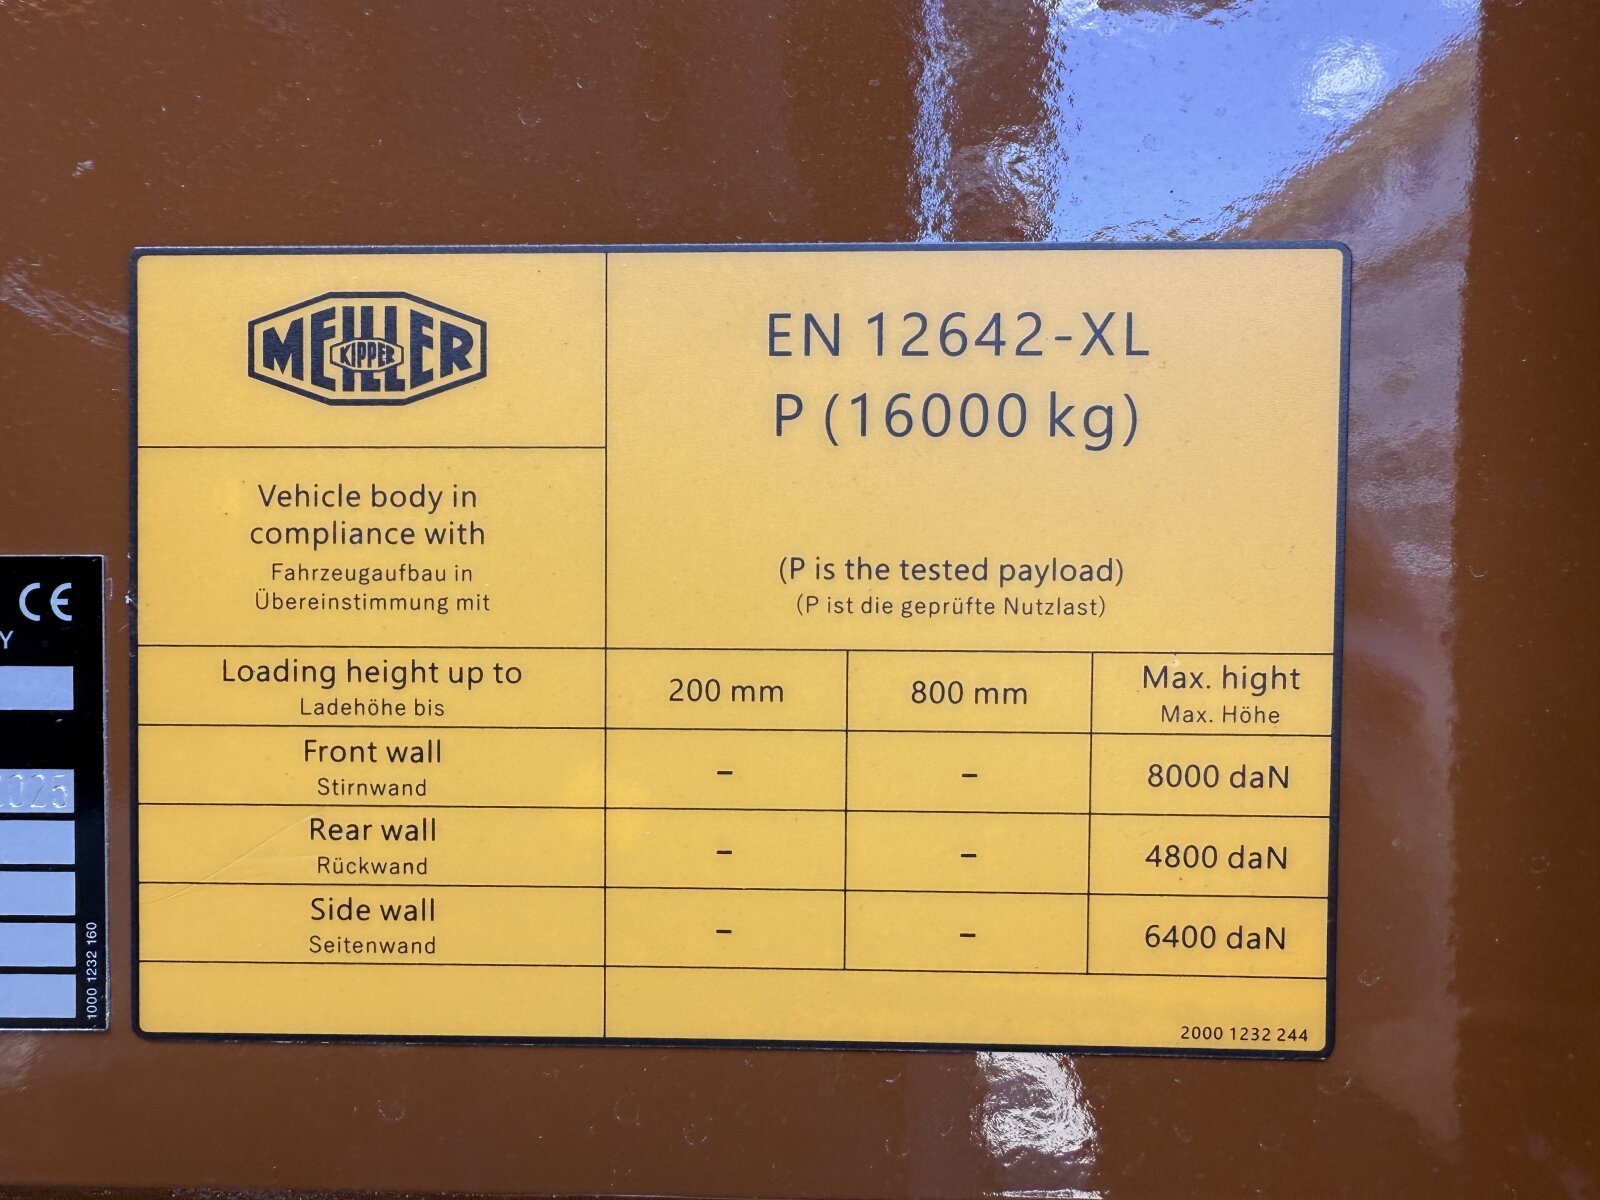 MEILLER
KIPPER
EN 12642-XL
P (16000 kg)
Vehicle body in
compliance with
Fahrzeugaufbau in
Übereinstimmung mit
(P is the tested payload)
(P ist die geprüfte Nutzlast)
Loading height up to
Ladehöhe bis
200 mm
800 mm
Max. hight
Max. Höhe
Front wall
Stirnwand
–
–
8000 daN
Rear wall
Rückwand
–
–
4800 daN
Side wall
Seitenwand
–
–
6400 daN
2000 1232 244
CE
Y
025
1000 1232 160